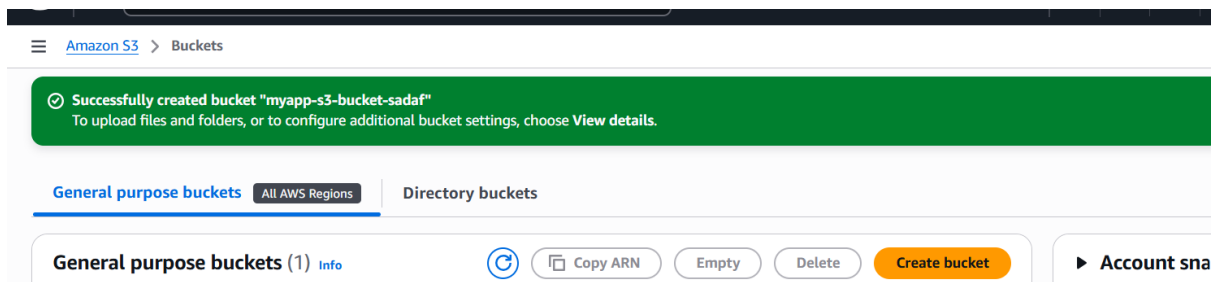 Amazon S3 > Buckets
Successfully created bucket "myapp-s3-bucket-sadaf"
To upload files and folders, or to configure additional bucket settings, choose View details.
General purpose buckets All AWS Regions Directory buckets
General purpose buckets (1) Info Copy ARN Empty Delete Create bucket Account sna